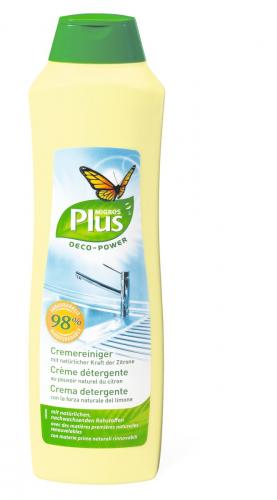 MIGROS
Plus
OECO-POWER
98%
Cremereiniger
mit natürlicher Kraft der Zitrone
Crème détergente
au pouvoir naturel du citron
Crema detergente
con la forza naturale del limone
mit natürlichen,
nachwachsenden Rohstoffen
avec des matières premières naturelles
renouvelables
con materie prime naturali rinnovabili